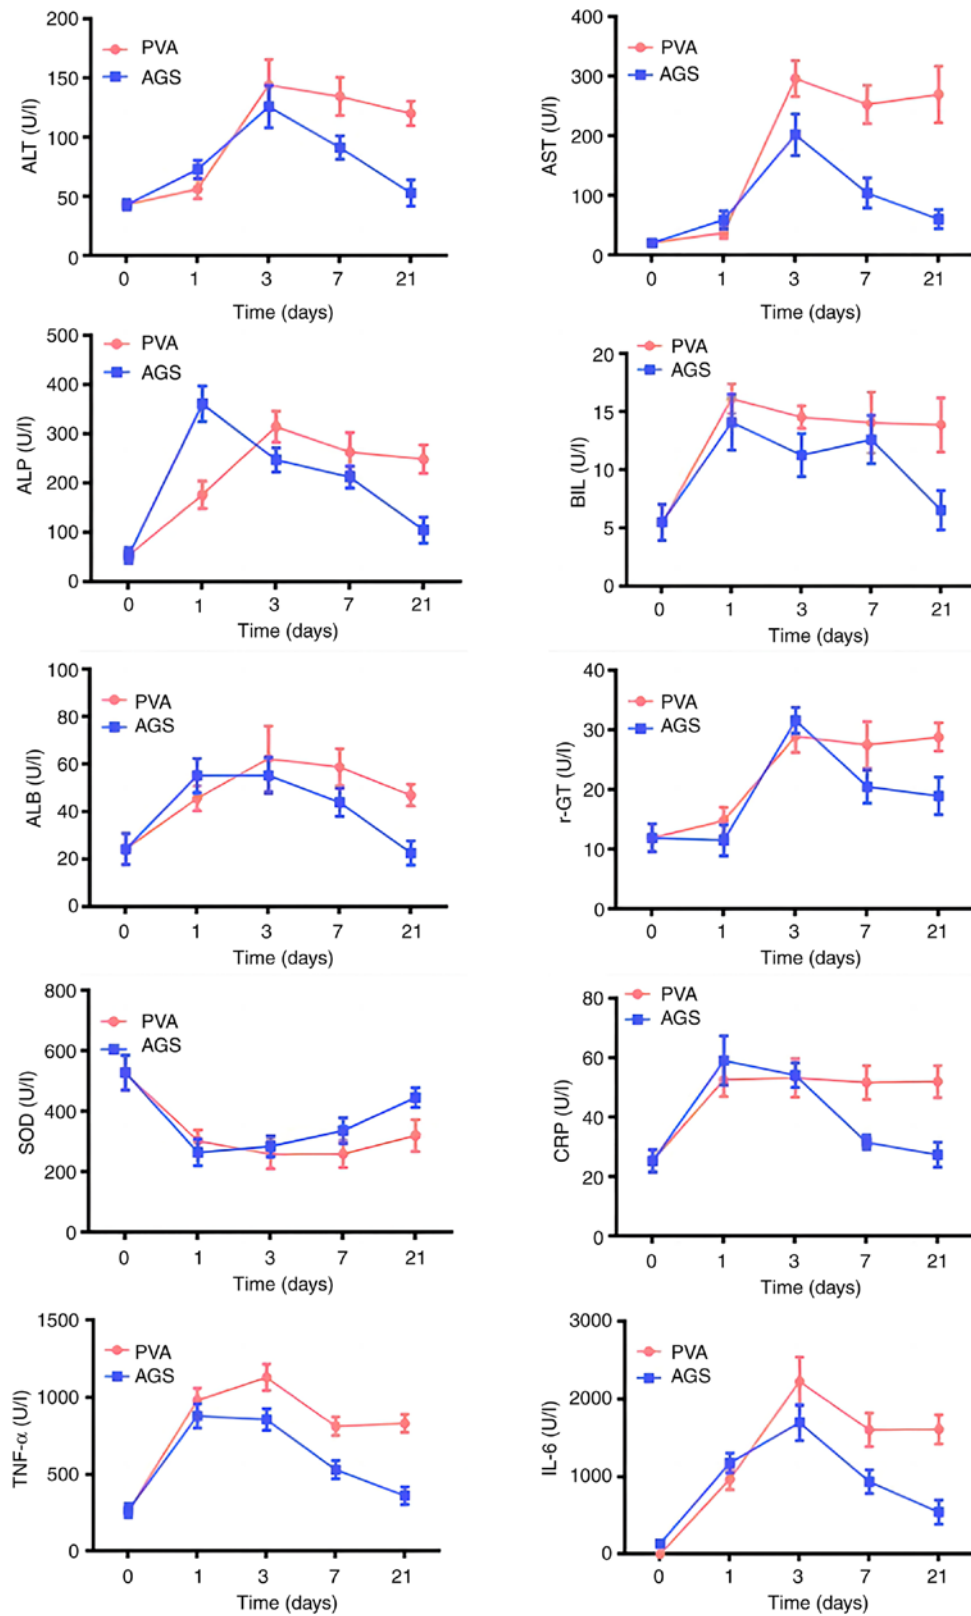 ALT (U/l)
200
150
100
50
0
PVA
AGS
0 1 3 7 21
Time (days)
AST (U/l)
400
300
200
100
0
PVA
AGS
0 1 3 7 21
Time (days)
ALP (U/l)
500
400
300
200
100
0
PVA
AGS
0 1 3 7 21
Time (days)
BIL (U/l)
20
15
10
5
0
PVA
AGS
0 1 3 7 21
Time (days)
ALB (U/l)
100
80
60
40
20
0
PVA
AGS
0 1 3 7 21
Time (days)
r-GT (U/l)
40
30
20
10
0
PVA
AGS
0 1 3 7 21
Time (days)
SOD (U/l)
800
600
400
200
0
PVA
AGS
0 1 3 7 21
Time (days)
CRP (U/l)
80
60
40
20
0
PVA
AGS
0 1 3 7 21
Time (days)
TNF-α (U/l)
1500
1000
500
0
PVA
AGS
0 1 3 7 21
Time (days)
IL-6 (U/l)
3000
2000
1000
0
PVA
AGS
0 1 3 7 21
Time (days)